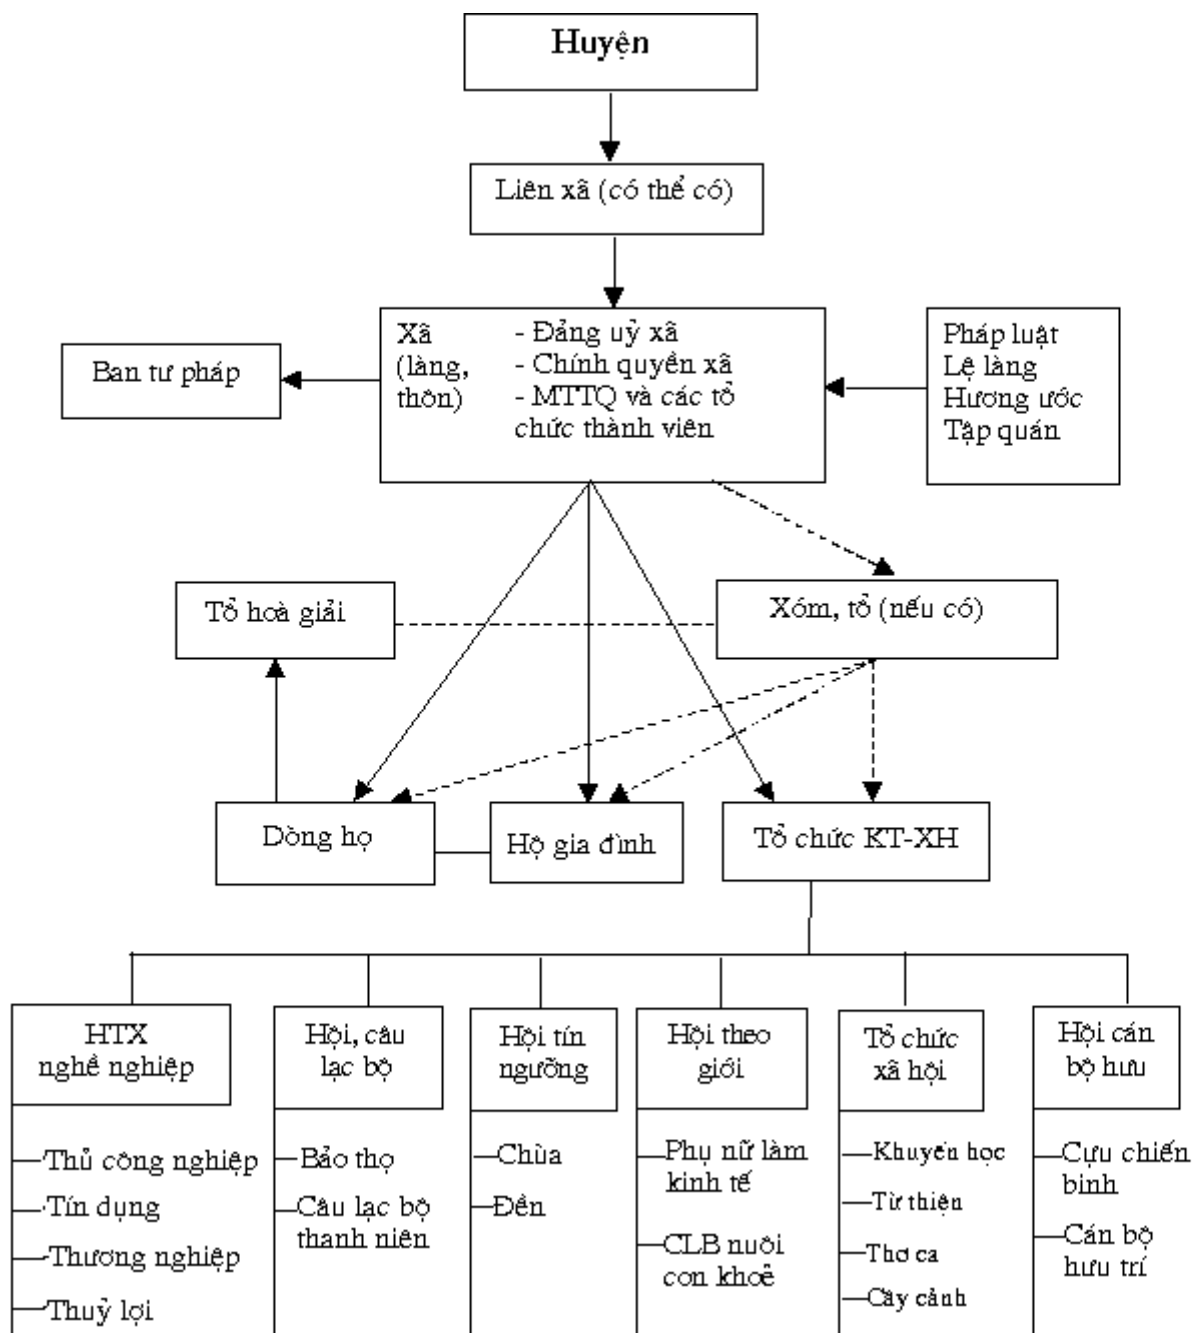 Huyện
Liên xã (có thể có)
Ban tư pháp
Xã
(làng,
thôn)
- Đảng uỷ xã
- Chính quyền xã
- MTTQ và các tổ
chức thành viên
Pháp luật
Lệ làng
Hương ước
Tập quán
Tổ hoà giải
Xóm, tổ (nếu có)
Dòng họ
Hộ gia đình
Tổ chức KT-XH
HTX
nghề nghiệp
Thủ công nghiệp
Tín dụng
Thương nghiệp
Thuỷ lợi
Hội, câu
lạc bộ
Bảo thọ
Câu lạc bộ
thanh niên
Hội tín
ngưỡng
Chùa
Đền
Hội theo
giới
Phụ nữ làm
kinh tế
CLB nuôi
con khoẻ
Tổ chức
xã hội
Khuyến học
Từ thiện
Thơ ca
Cây cảnh
Hội cán
bộ hưu
Cựu chiến
binh
Cán bộ
hưu trí